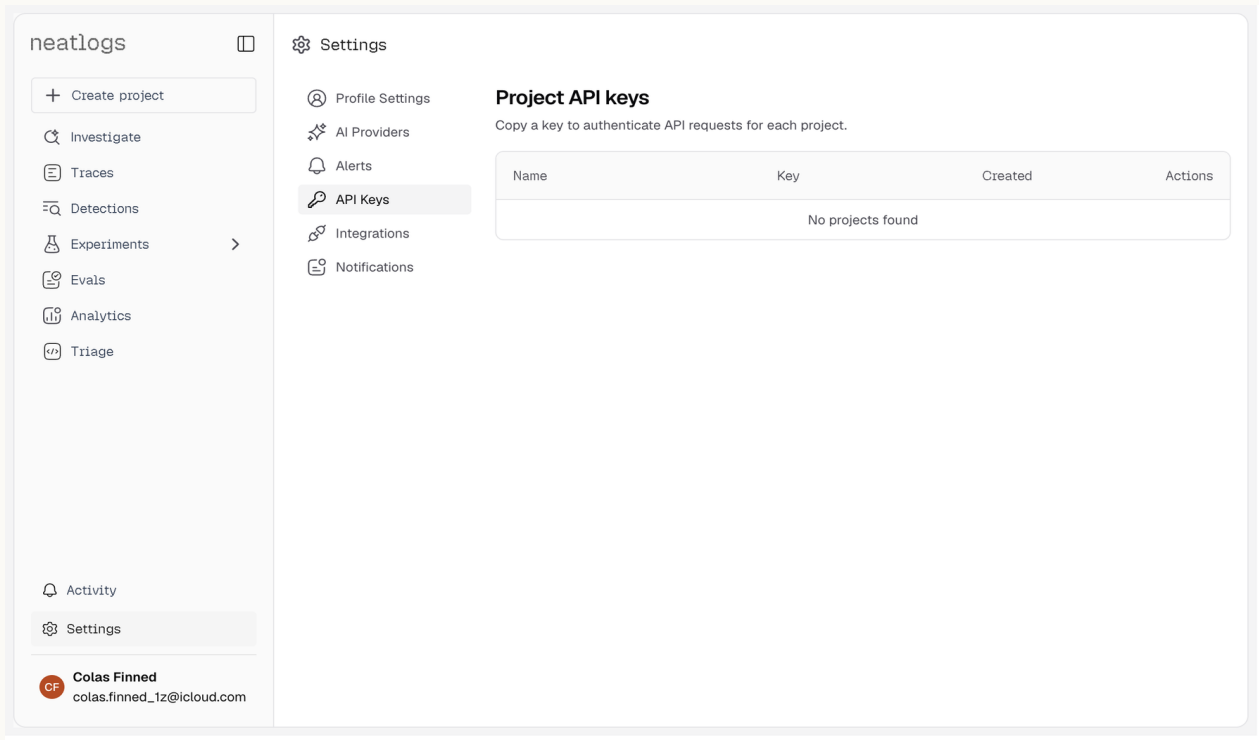 neatlogs
Create project
Investigate
Traces
Detections
Experiments
Evals
Analytics
Triage
Activity
Settings
CF
Colas Finned
colas.finned_1z@icloud.com
Settings
Profile Settings
AI Providers
Alerts
API Keys
Integrations
Notifications
Project API keys
Copy a key to authenticate API requests for each project.
Name Key Created Actions
No projects found